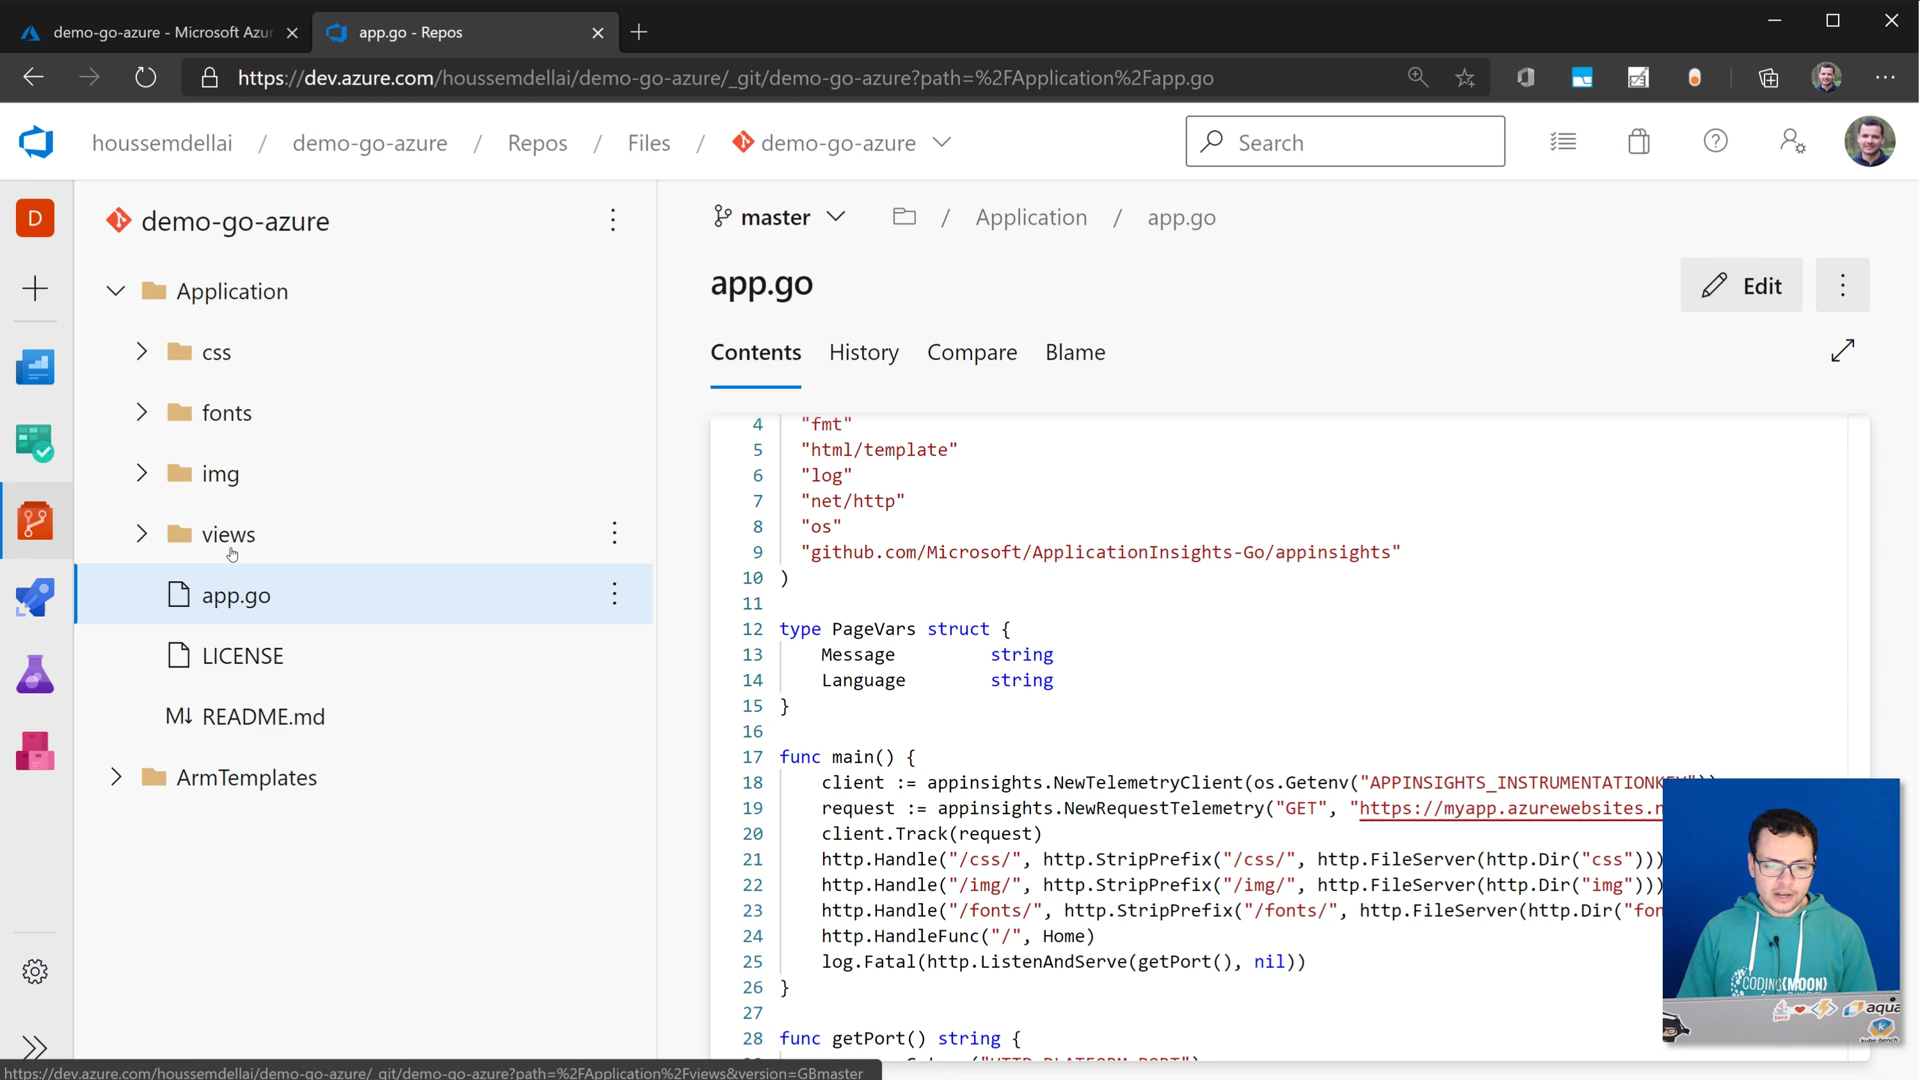 demo-go-azure - Microsoft Azur
app.go - Repos
https://dev.azure.com/houssemdellai/demo-go-azure/_git/demo-go-azure?path=%2FApplication%2Fapp.go
houssemdellai / demo-go-azure / Repos / Files / demo-go-azure
Search
D
demo-go-azure
Application
css
fonts
img
views
app.go
LICENSE
README.md
ArmTemplates
master / Application / app.go
app.go
Edit
Contents History Compare Blame
4 "fmt"
5 "html/template"
6 "log"
7 "net/http"
8 "os"
9 "github.com/Microsoft/ApplicationInsights-Go/appinsights"
10 )
11
12 type PageVars struct {
13 Message string
14 Language string
15 }
16
17 func main() {
18 client := appinsights.NewTelemetryClient(os.Getenv("APPINSIGHTS_INSTRUMENTATIONKEY"))
19 request := appinsights.NewRequestTelemetry("GET", "https://myapp.azurewebsites.n
20 client.Track(request)
21 http.Handle("/css/", http.StripPrefix("/css/", http.FileServer(http.Dir("css")))
22 http.Handle("/img/", http.StripPrefix("/img/", http.FileServer(http.Dir("img")))
23 http.Handle("/fonts/", http.StripPrefix("/fonts/", http.FileServer(http.Dir("fon
24 http.HandleFunc("/", Home)
25 log.Fatal(http.ListenAndServe(getPort(), nil))
26 }
27
28 func getPort() string {
https://dev.azure.com/houssemdellai/demo-go-azure/_git/demo-go-azure?path=%2FApplication%2Fviews&version=GBmaster
CODING{MOON}
aqua
kube-bench